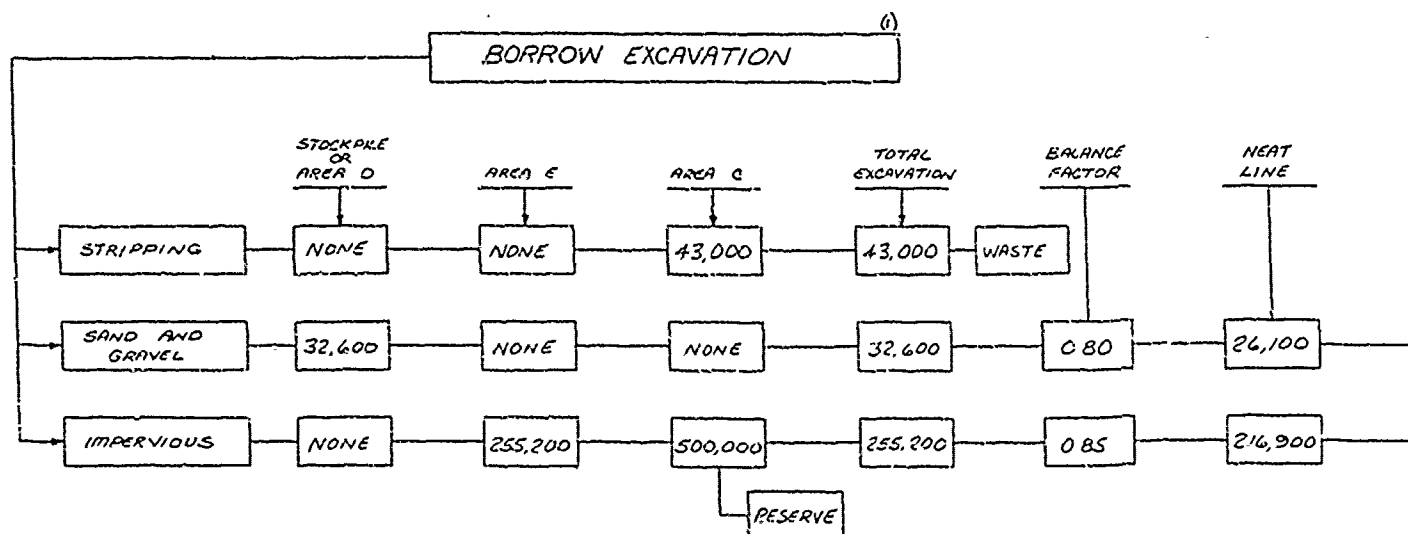 (1)
BORROW EXCAVATION
STOCKPILE
OR
AREA D
AREA E
AREA C
TOTAL
EXCAVATION
BALANCE
FACTOR
NEAT
LINE
STRIPPING
NONE
NONE
43,000
43,000
WASTE
SAND AND
GRAVEL
32,600
NONE
NONE
32,600
0 80
26,100
IMPERVIOUS
NONE
255,200
500,000
255,200
0 85
216,900
RESERVE